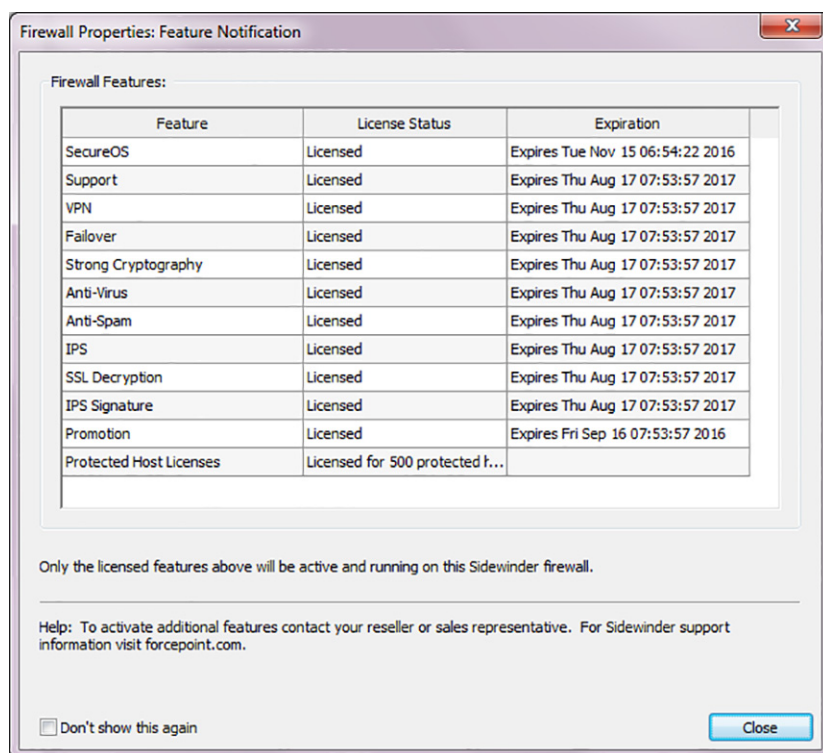 Firewall Properties: Feature Notification
Firewall Features:
Feature License Status Expiration
SecureOS Licensed Expires Tue Nov 15 06:54:22 2016
Support Licensed Expires Thu Aug 17 07:53:57 2017
VPN Licensed Expires Thu Aug 17 07:53:57 2017
Failover Licensed Expires Thu Aug 17 07:53:57 2017
Strong Cryptography Licensed Expires Thu Aug 17 07:53:57 2017
Anti-Virus Licensed Expires Thu Aug 17 07:53:57 2017
Anti-Spam Licensed Expires Thu Aug 17 07:53:57 2017
IPS Licensed Expires Thu Aug 17 07:53:57 2017
SSL Decryption Licensed Expires Thu Aug 17 07:53:57 2017
IPS Signature Licensed Expires Thu Aug 17 07:53:57 2017
Promotion Licensed Expires Fri Sep 16 07:53:57 2016
Protected Host Licenses Licensed for 500 protected h...
Only the licensed features above will be active and running on this Sidewinder firewall.
Help: To activate additional features contact your reseller or sales representative. For Sidewinder support
information visit forcepoint.com.
Don't show this again
Close